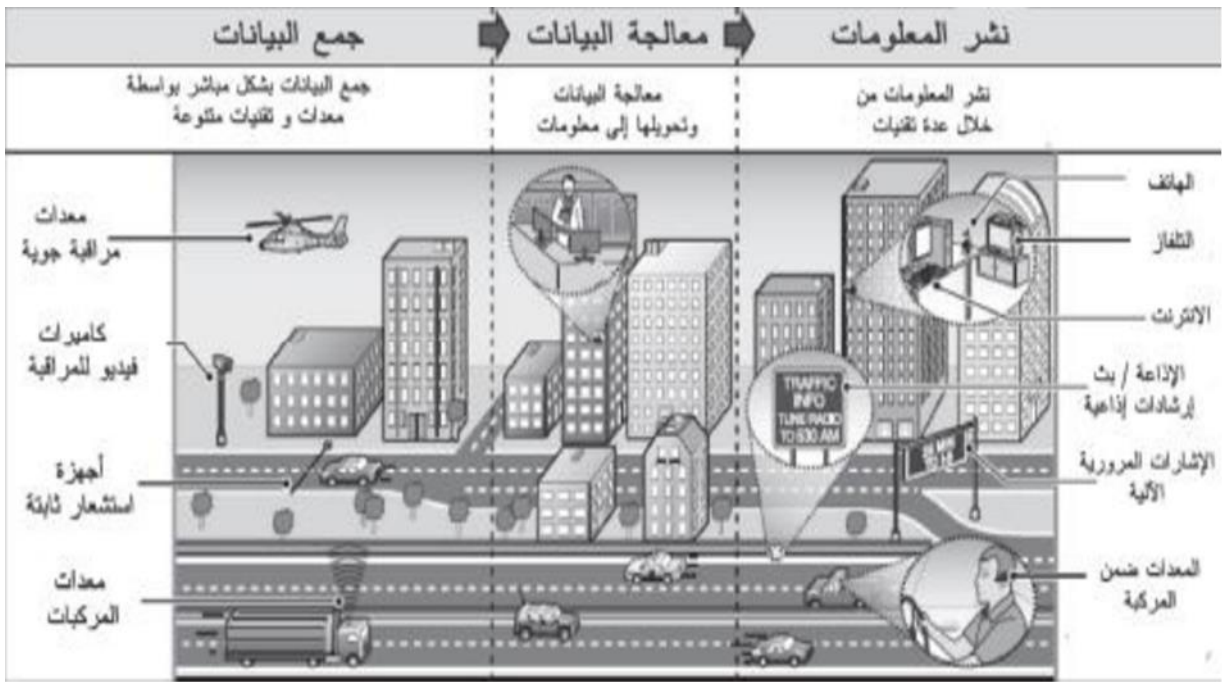 جمع البيانات
معالجة البيانات
نشر المعلومات
جمع البيانات بشكل مباشر بواسطة
معدات و تقنيات متنوعة
معالجة البيانات
وتحويلها إلى معلومات
نشر المعلومات من
خلال عدة تقنيات
معدات
مراقبة جوية
كاميرات
فيديو للمراقبة
أجهزة
استشعار ثابتة
معدات
المركبات
الهاتف
التلفاز
الانترنت
الإذاعة / بث
إرشادات إذاعية
الإشارات المرورية
الآلية
المعدات ضمن
المركبة
TRAFFIC
INFO
TUNE RADIO
TO 630 AM